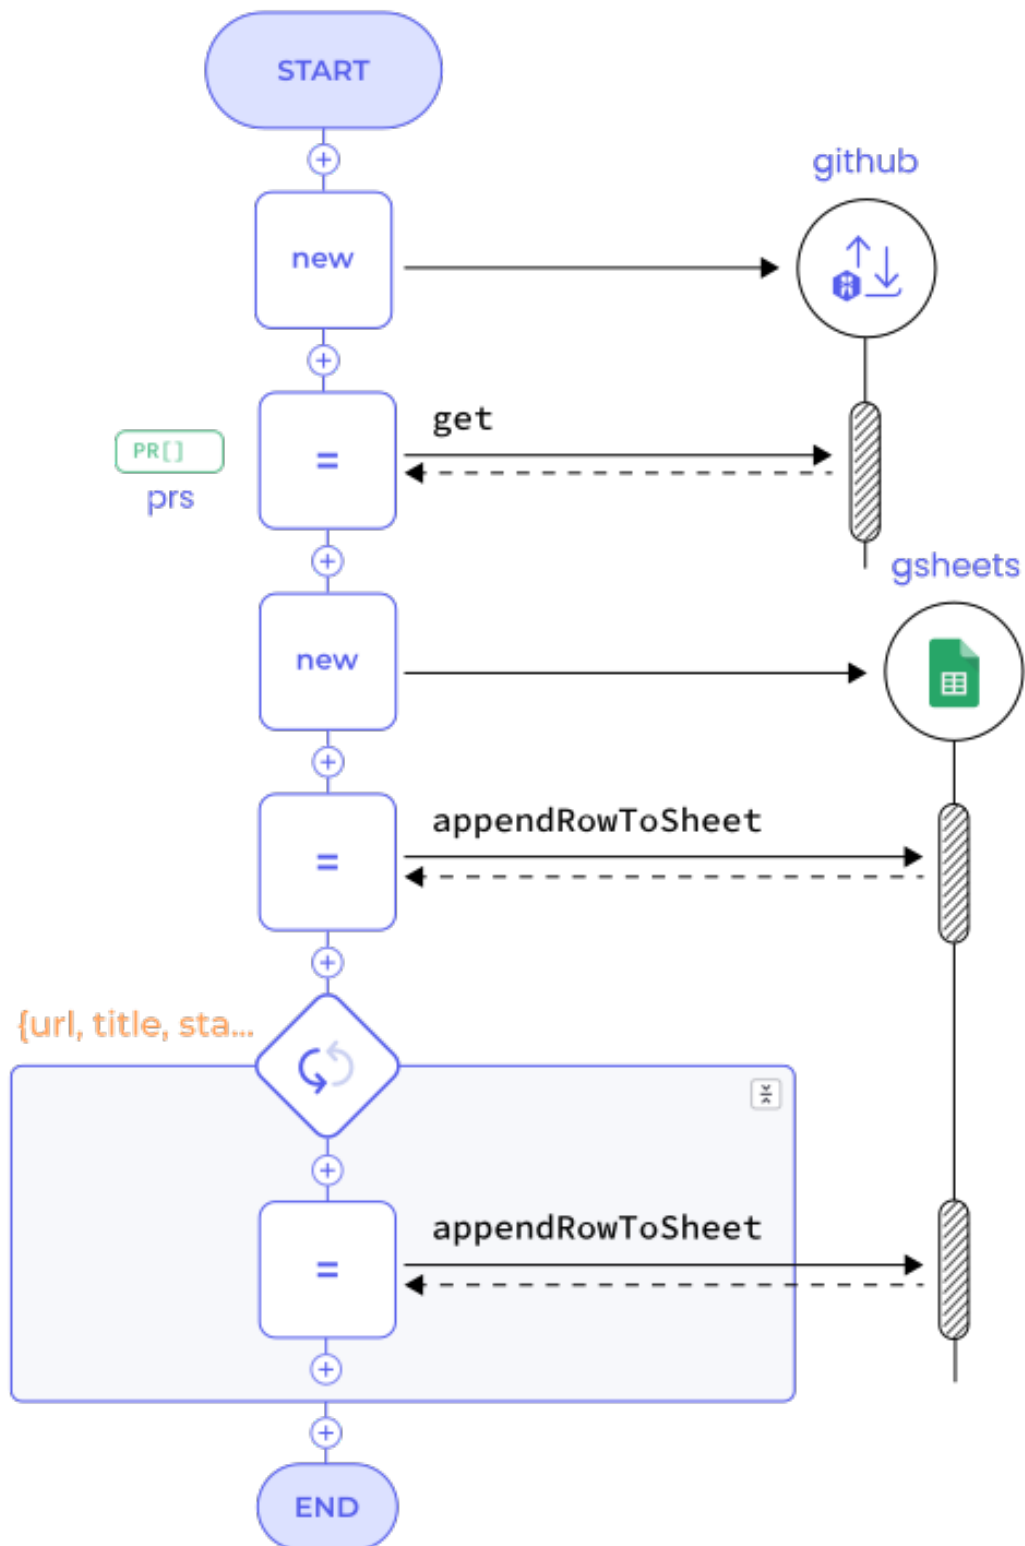 START
github
new
get
=
PR[]
prs
gsheets
new
appendRowToSheet
=
{url, title, sta...
appendRowToSheet
=
END